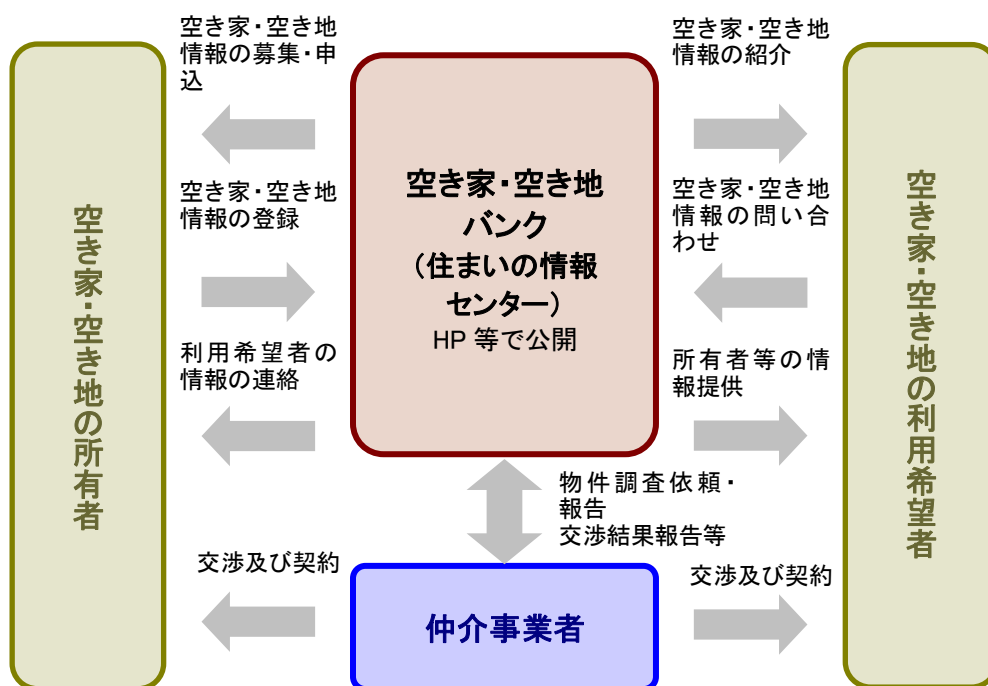 空き家・空き地の所有者
空き家・空き地
情報の募集・申
込
空き家・空き地
情報の登録
利用希望者の
情報の連絡
交渉及び契約
空き家・空き地
バンク
（住まいの情報
センター）
HP 等で公開
物件調査依頼・
報告
交渉結果報告等
仲介事業者
空き家・空き地
情報の紹介
空き家・空き地
情報の問い合
わせ
所有者等の情
報提供
交渉及び契約
空き家・空き地の利用希望者